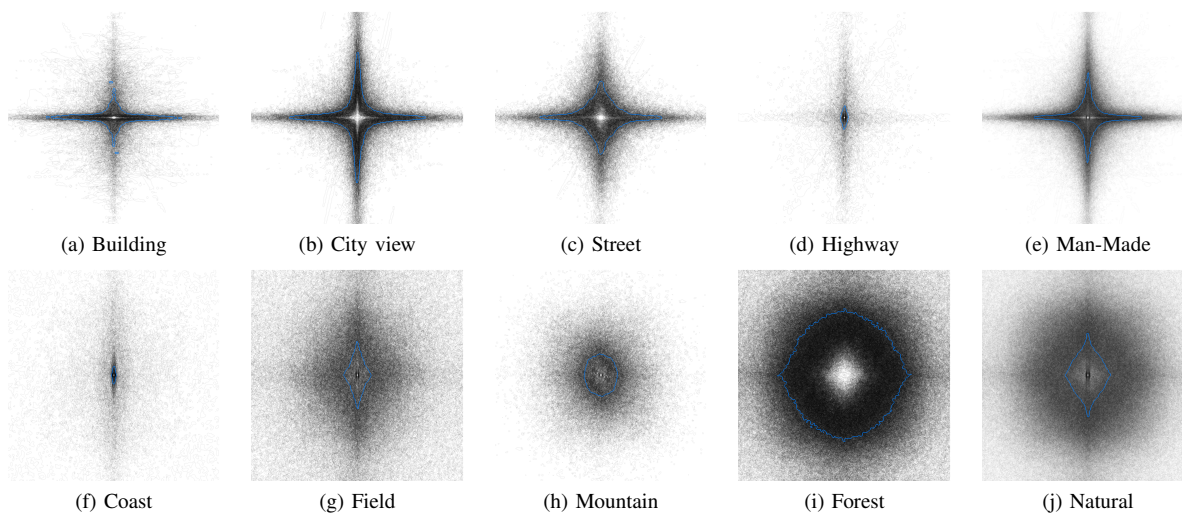 (a) Building
(b) City view
(c) Street
(d) Highway
(e) Man-Made
(f) Coast
(g) Field
(h) Mountain
(i) Forest
(j) Natural